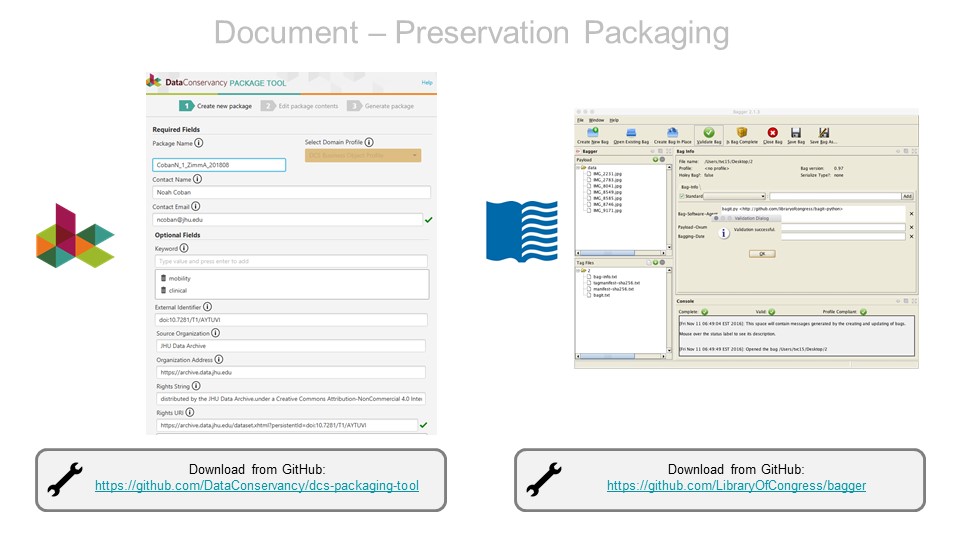 Document – Preservation Packaging
DataConservancy PACKAGE TOOL
Help
1 Create new package 2 Edit package contents 3 Generate package
Required Fields
Package Name
Select Domain Profile
CobanN_1_ZimmA_201808
Contact Name
Noah Coban
Contact Email
ncoban@jhu.edu
Optional Fields
Keyword
Type value and press enter to add
mobility
clinical
External Identifier
doi:10.7281/T1/AYTUVI
Source Organization
JHU Data Archive
Organization Address
https://archive.data.jhu.edu
Rights String
distributed by the JHU Data Archive.under a Creative Commons Attribution-NonCommercial 4.0 Inter
Rights URI
https://archive.data.jhu.edu/dataset.xhtml?persistentId=doi:10.7281/T1/AYTUVI
Download from GitHub:
https://github.com/DataConservancy/dcs-packaging-tool
File Window Help
Create New Bag Open Existing Bag Create Bag In Place Validate Bag Is Bag Complete Close Bag Save Bag Save Bag As...
Bagger
Payload
data
IMG_2231.jpg
IMG_2783.jpg
IMG_8041.jpg
IMG_8549.jpg
IMG_8585.jpg
IMG_8746.jpg
IMG_9171.jpg
Tag Files
2
bag-info.txt
tagmanifest-sha256.txt
manifest-sha256.txt
bagit.txt
Bag Info
File name: /Users/tec15/Desktop/2
Profile: <no profile>
Bag version: 0.97
Holey Bag?: false
Serialize Type?: none
Bag-Info
Standard
Add
Bag-Software-Agent
bagit.py <http://github.com/libraryofcongress/bagit-python>
Payload-Oxum
Bagging-Date
Validation Dialog
Validation successful.
OK
Console
Complete Valid Profile Compliant
[Fri Nov 11 06:49:04 EST 2016]: This space will contain messages generated by the creating and updating of bags.
Mouse over the status label to see its description.
[Fri Nov 11 06:49:49 EST 2016]: Opened the bag /Users/tec15/Desktop/2
Download from GitHub:
https://github.com/LibraryOfCongress/bagger